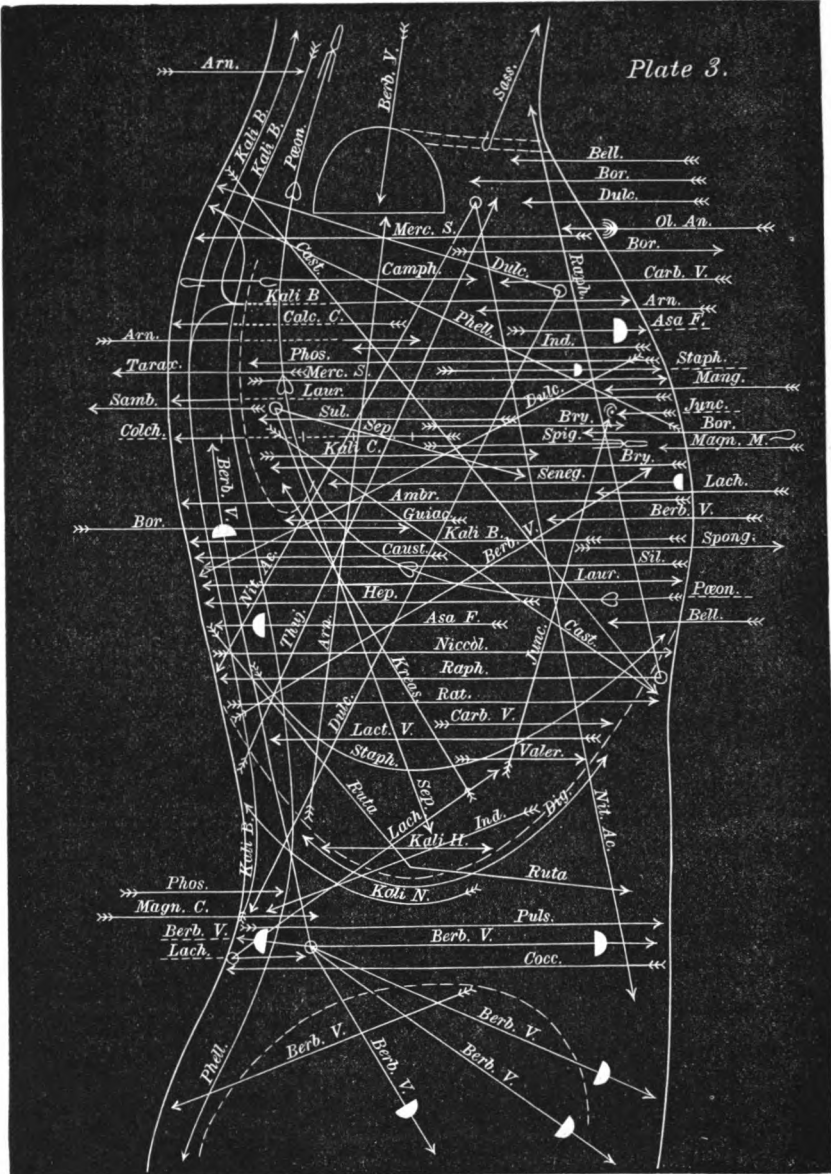 Plate 3.
Arn.
Kali B.
Kali B.
Pæon.
Berb. V.
Sass.
Bell.
Bor.
Dulc.
Ol. An.
Merc. S.
Bor.
Cast.
Camph.
Dulc.
Raph.
Carb. V.
Kali B
Arn.
Calc. C.
Phell.
Asa F.
Arn.
Ind.
Phos.
Staph.
Tarax.
Merc. S.
Mang.
Laur.
Dulc.
Samb.
Sul.
Junc.
Sep
Bry.
Bor.
Colch.
Spig.
Magn. M.
Kali C.
Bry.
Berb. V.
Seneg.
Lach.
Ambr.
Guiac.
Berb. V.
Bor.
Kali B.
Berb. V.
Spong.
Caust.
Sil.
Nit. Ac.
Laur.
Hep.
Pæon.
Thuj.
Arn.
Asa F.
Cast.
Bell.
Junc.
Niccol.
Kreas.
Raph.
Rat.
Dulc.
Carb. V.
Lact. V.
Staph.
Valer.
Ruta
Sep.
Lach
Ind.
Dig.
Nit. Ac.
Kali B.
Kali H.
Ruta
Phos.
Kali N.
Magn. C.
Puls.
Berb. V.
Berb. V.
Lach.
Cocc.
Phell.
Berb. V.
Berb. V.
Berb. V.
Berb. V.